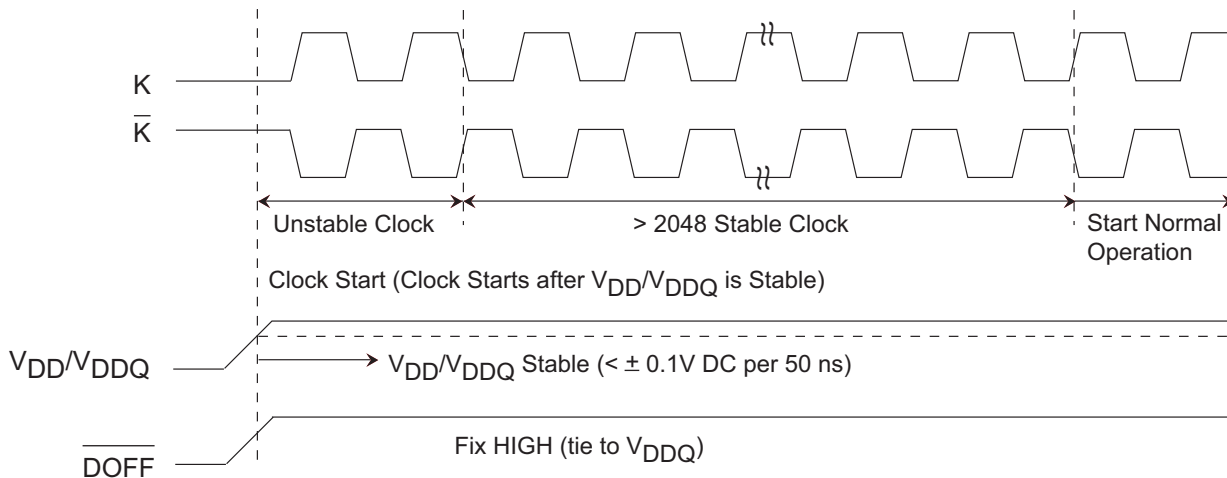 K
K̅
Unstable Clock
> 2048 Stable Clock
Start Normal
Operation
Clock Start (Clock Starts after VDD/VDDQ is Stable)
VDD/VDDQ
VDD/VDDQ Stable (< ± 0.1V DC per 50 ns)
D̅O̅F̅F̅
Fix HIGH (tie to VDDQ)